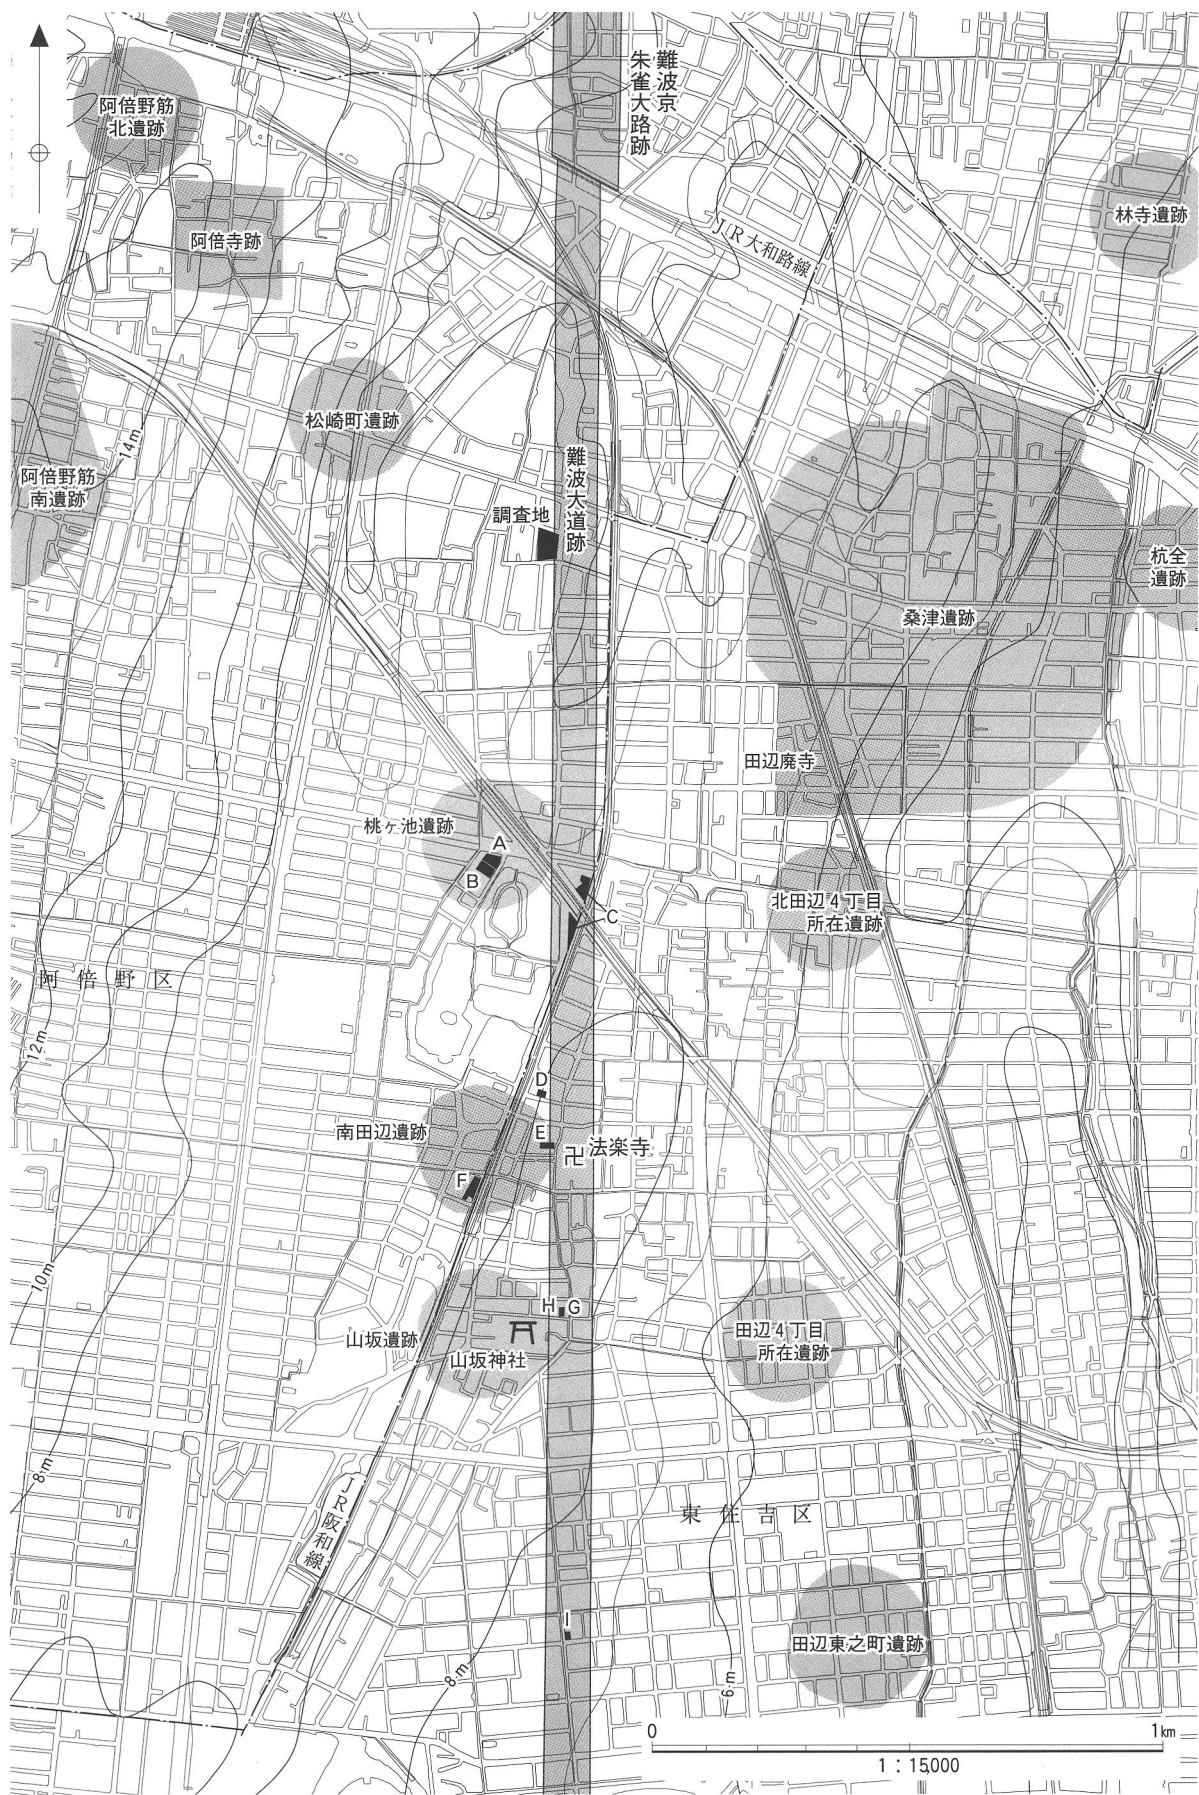 難波京
朱雀大路跡
阿倍野筋
北遺跡
阿倍寺跡
林寺遺跡
JR大和路線
松崎町遺跡
14m
阿倍野筋
南遺跡
難波大道跡
調査地
杭全
遺跡
桑津遺跡
田辺廃寺
桃ヶ池遺跡
A
B
C
北田辺4丁目
所在遺跡
阿倍野区
12m
D
南田辺遺跡
E
卍法楽寺
F
10m
H
G
山坂遺跡
山坂神社
田辺4丁目
所在遺跡
8m
JR阪和線
東住吉区
I
田辺東之町遺跡
8m
6m
0
1km
1:15000